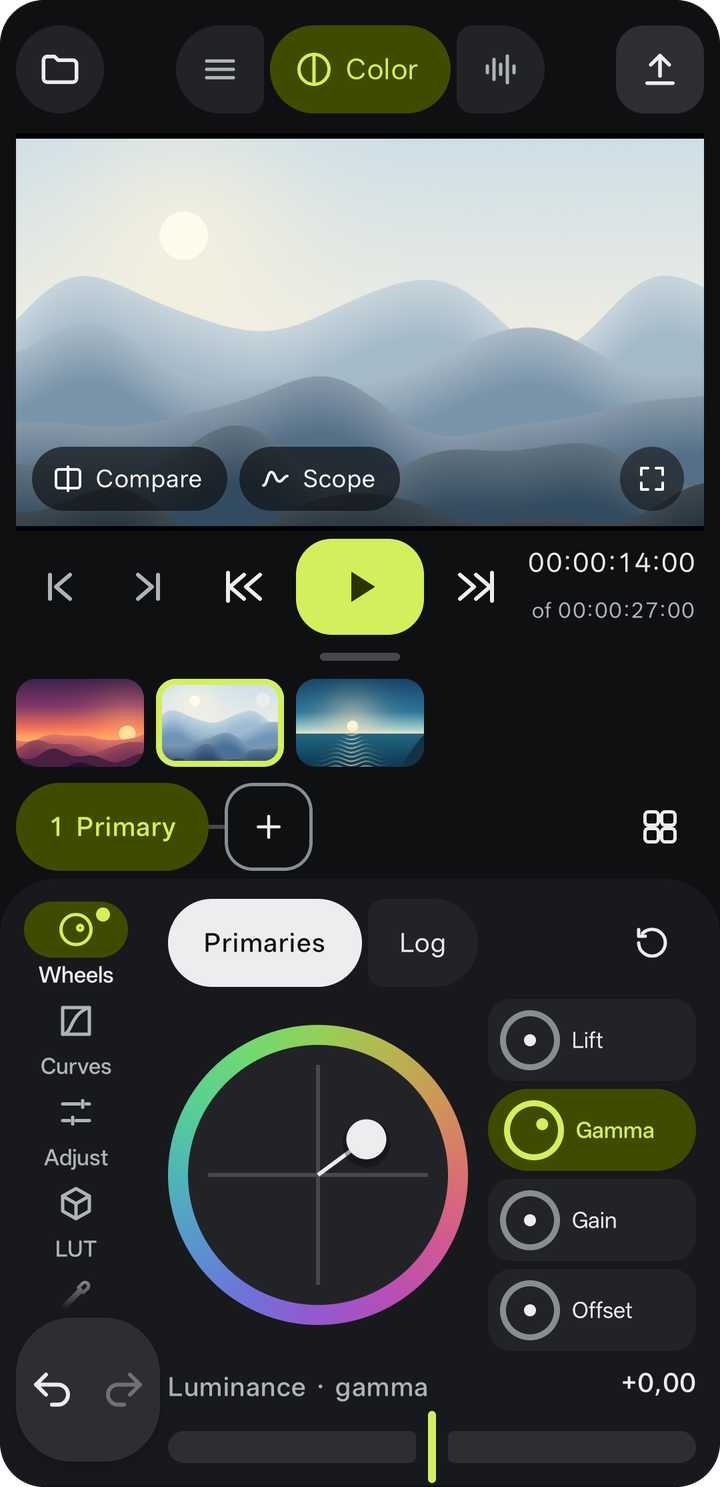 Color
Compare
Scope
00:00:14:00
of 00:00:27:00
1 Primary
Wheels
Primaries
Log
Curves
Adjust
LUT
Lift
Gamma
Gain
Offset
Luminance · gamma
+0,00